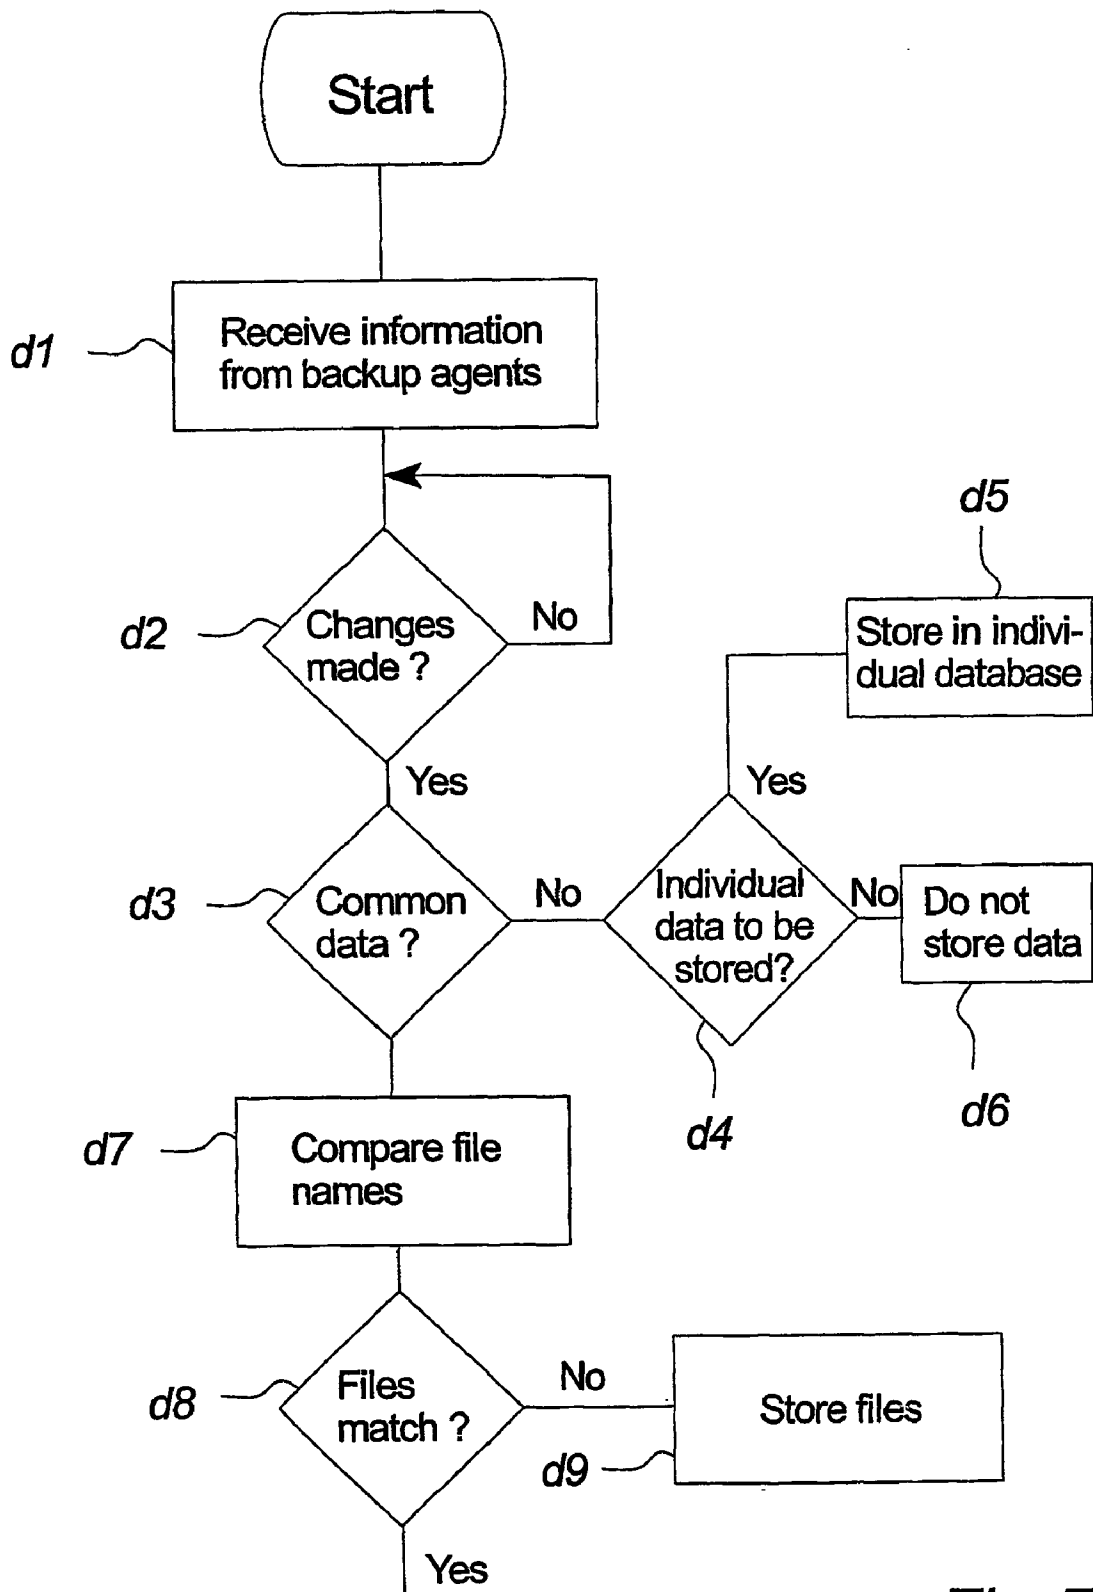 Start
d1
Receive information
from backup agents
d5
Store in indivi-
dual database
d2
Changes
made ?
No
Yes
Yes
d3
Common
data ?
No
Individual
data to be
stored?
No
Do not
store data
d4
d6
d7
Compare file
names
d8
Files
match ?
No
Store files
d9
Yes